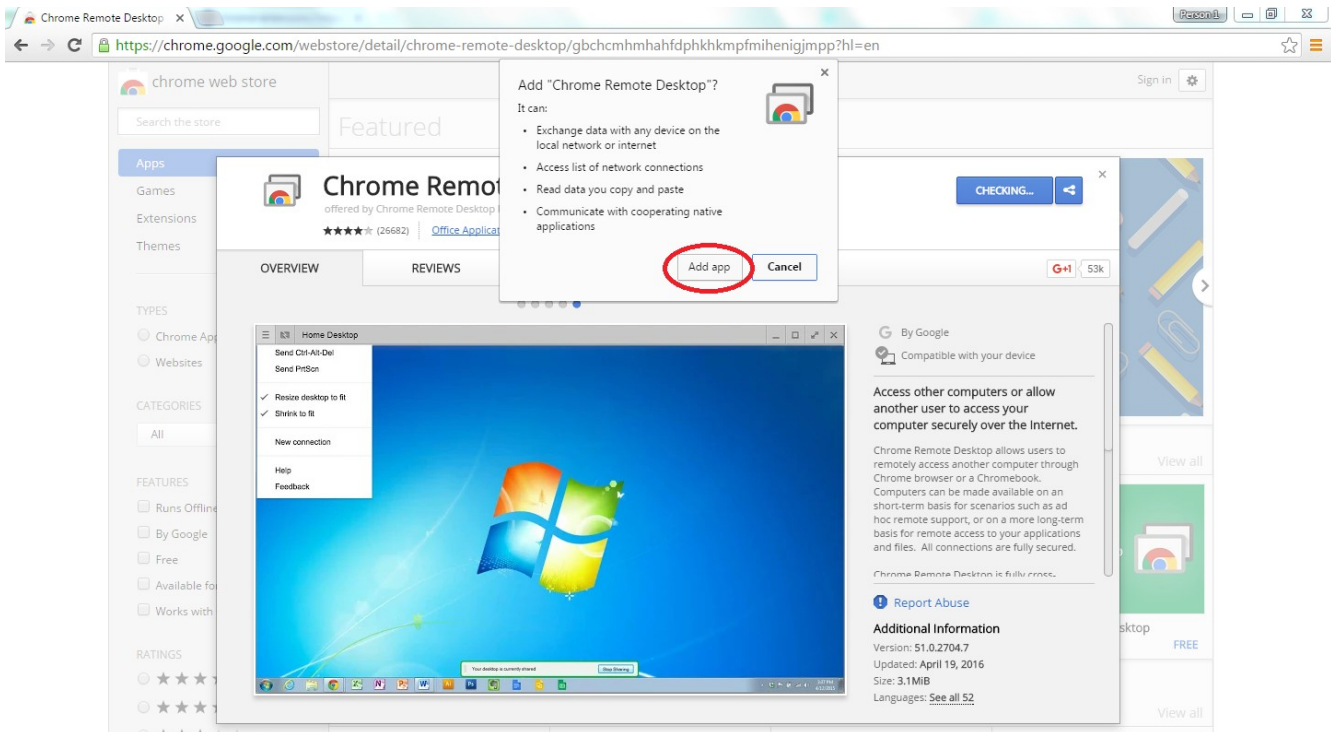 Chrome Remote Desktop
Person 1
https://chrome.google.com/webstore/detail/chrome-remote-desktop/gbchcmhmhahfdphkhkmpfmihenigjmpp?hl=en
chrome web store
Sign in
Search the store
Featured
Apps
Games
Extensions
Themes
TYPES
Chrome App
Websites
CATEGORIES
All
FEATURES
Runs Offline
By Google
Free
Available for
Works with
RATINGS
Add "Chrome Remote Desktop"?
It can:
• Exchange data with any device on the
local network or internet
• Access list of network connections
• Read data you copy and paste
• Communicate with cooperating native
applications
Add app
Cancel
Chrome Remot
offered by Chrome Remote Desktop
(26682)
Office Applicat
CHECKING...
OVERVIEW
REVIEWS
G+1
53k
Home Desktop
Send Ctrl-Alt-Del
Send PrtScn
Resize desktop to fit
Shrink to fit
New connection
Help
Feedback
Your desktop is currently shared
Stop Sharing
By Google
Compatible with your device
Access other computers or allow
another user to access your
computer securely over the Internet.
Chrome Remote Desktop allows users to
remotely access another computer through
Chrome browser or a Chromebook.
Computers can be made available on an
short-term basis for scenarios such as ad
hoc remote support, or on a more long-term
basis for remote access to your applications
and files. All connections are fully secured.
Chrome Remote Desktop is fully cross-
Report Abuse
Additional Information
Version: 51.0.2704.7
Updated: April 19, 2016
Size: 3.1MiB
Languages: See all 52
View all
sktop
FREE
View all